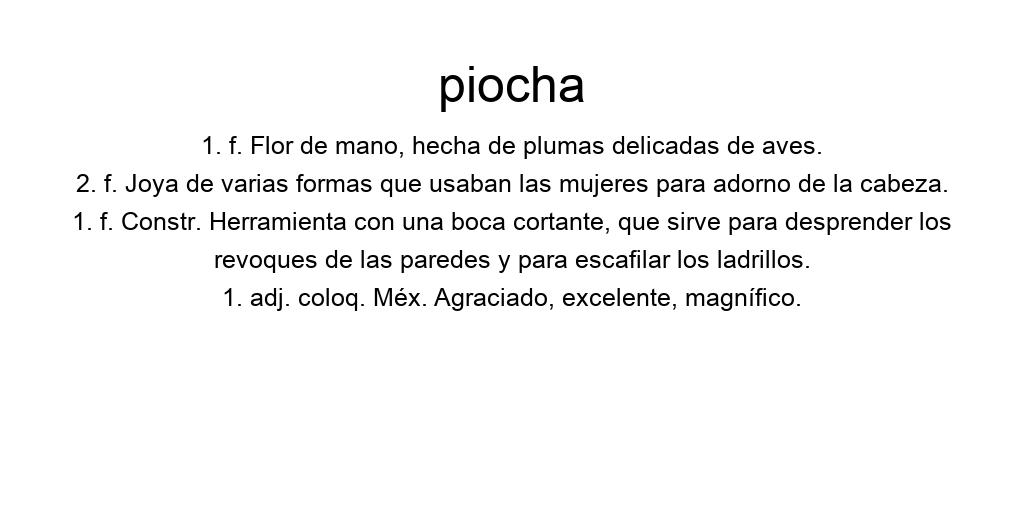 piocha
1. f. Flor de mano, hecha de plumas delicadas de aves.
2. f. Joya de varias formas que usaban las mujeres para adorno de la cabeza.
1. f. Constr. Herramienta con una boca cortante, que sirve para desprender los
revoques de las paredes y para escafilar los ladrillos.
1. adj. coloq. Méx. Agraciado, excelente, magnífico.